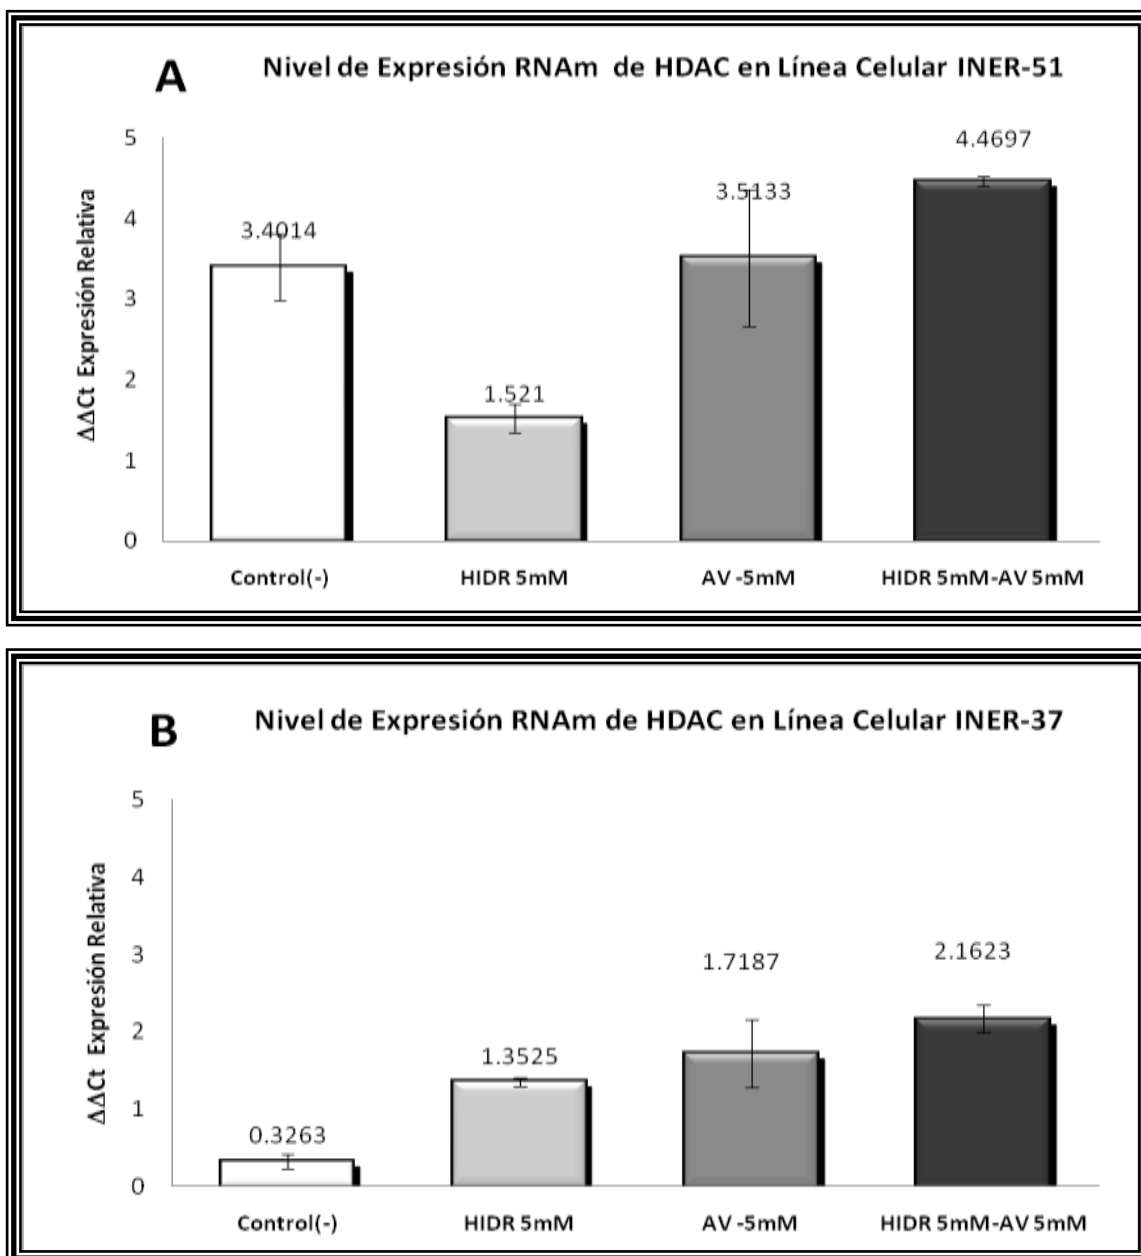 A
Nivel de Expresión RNAm de HDAC en Línea Celular INER-51
ΔΔCt Expresión Relativa
5
4
3
2
1
0
3.4014
1.521
3.5133
4.4697
Control(-)
HIDR 5mM
AV -5mM
HIDR 5mM-AV 5mM
B
Nivel de Expresión RNAm de HDAC en Línea Celular INER-37
ΔΔCt Expresión Relativa
5
4
3
2
1
0
0.3263
1.3525
1.7187
2.1623
Control(-)
HIDR 5mM
AV -5mM
HIDR 5mM-AV 5mM